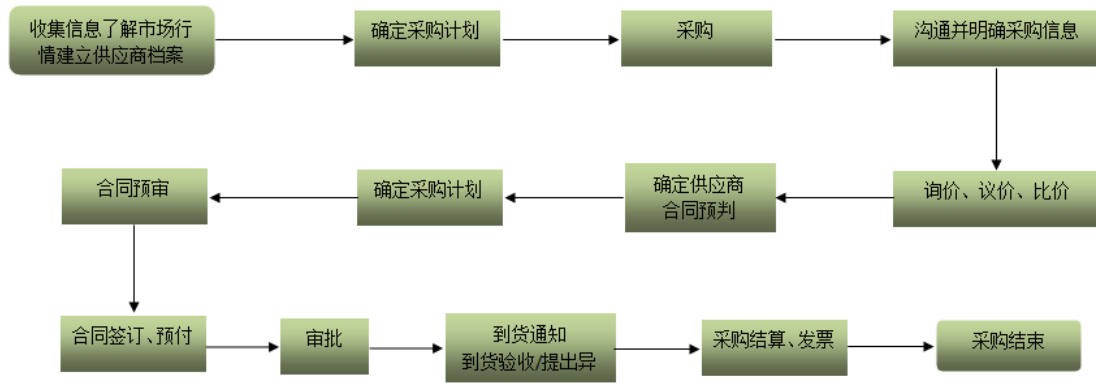 收集信息了解市场行
情建立供应商档案
确定采购计划
采购
沟通并明确采购信息
询价、议价、比价
确定供应商
合同预判
确定采购计划
合同预审
合同签订、预付
审批
到货通知
到货验收/提出异
采购结算、发票
采购结束